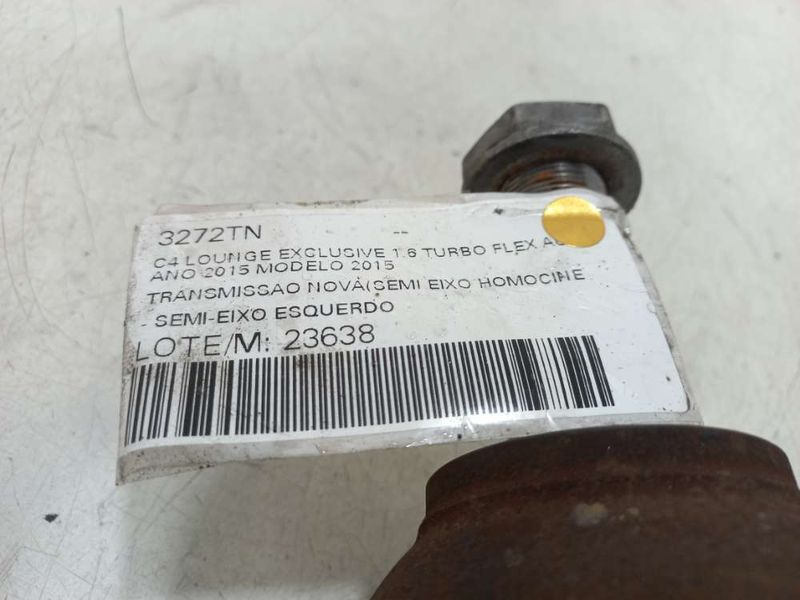 3272TN --
C4 LOUNGE EXCLUSIVE 1.6 TURBO FLEX
ANO 2015 MODELO 2015
TRANSMISSAO NOVA(SEMI EIXO HOMOCINE
- SEMI-EIXO ESQUERDO
LOTE/M: 23638